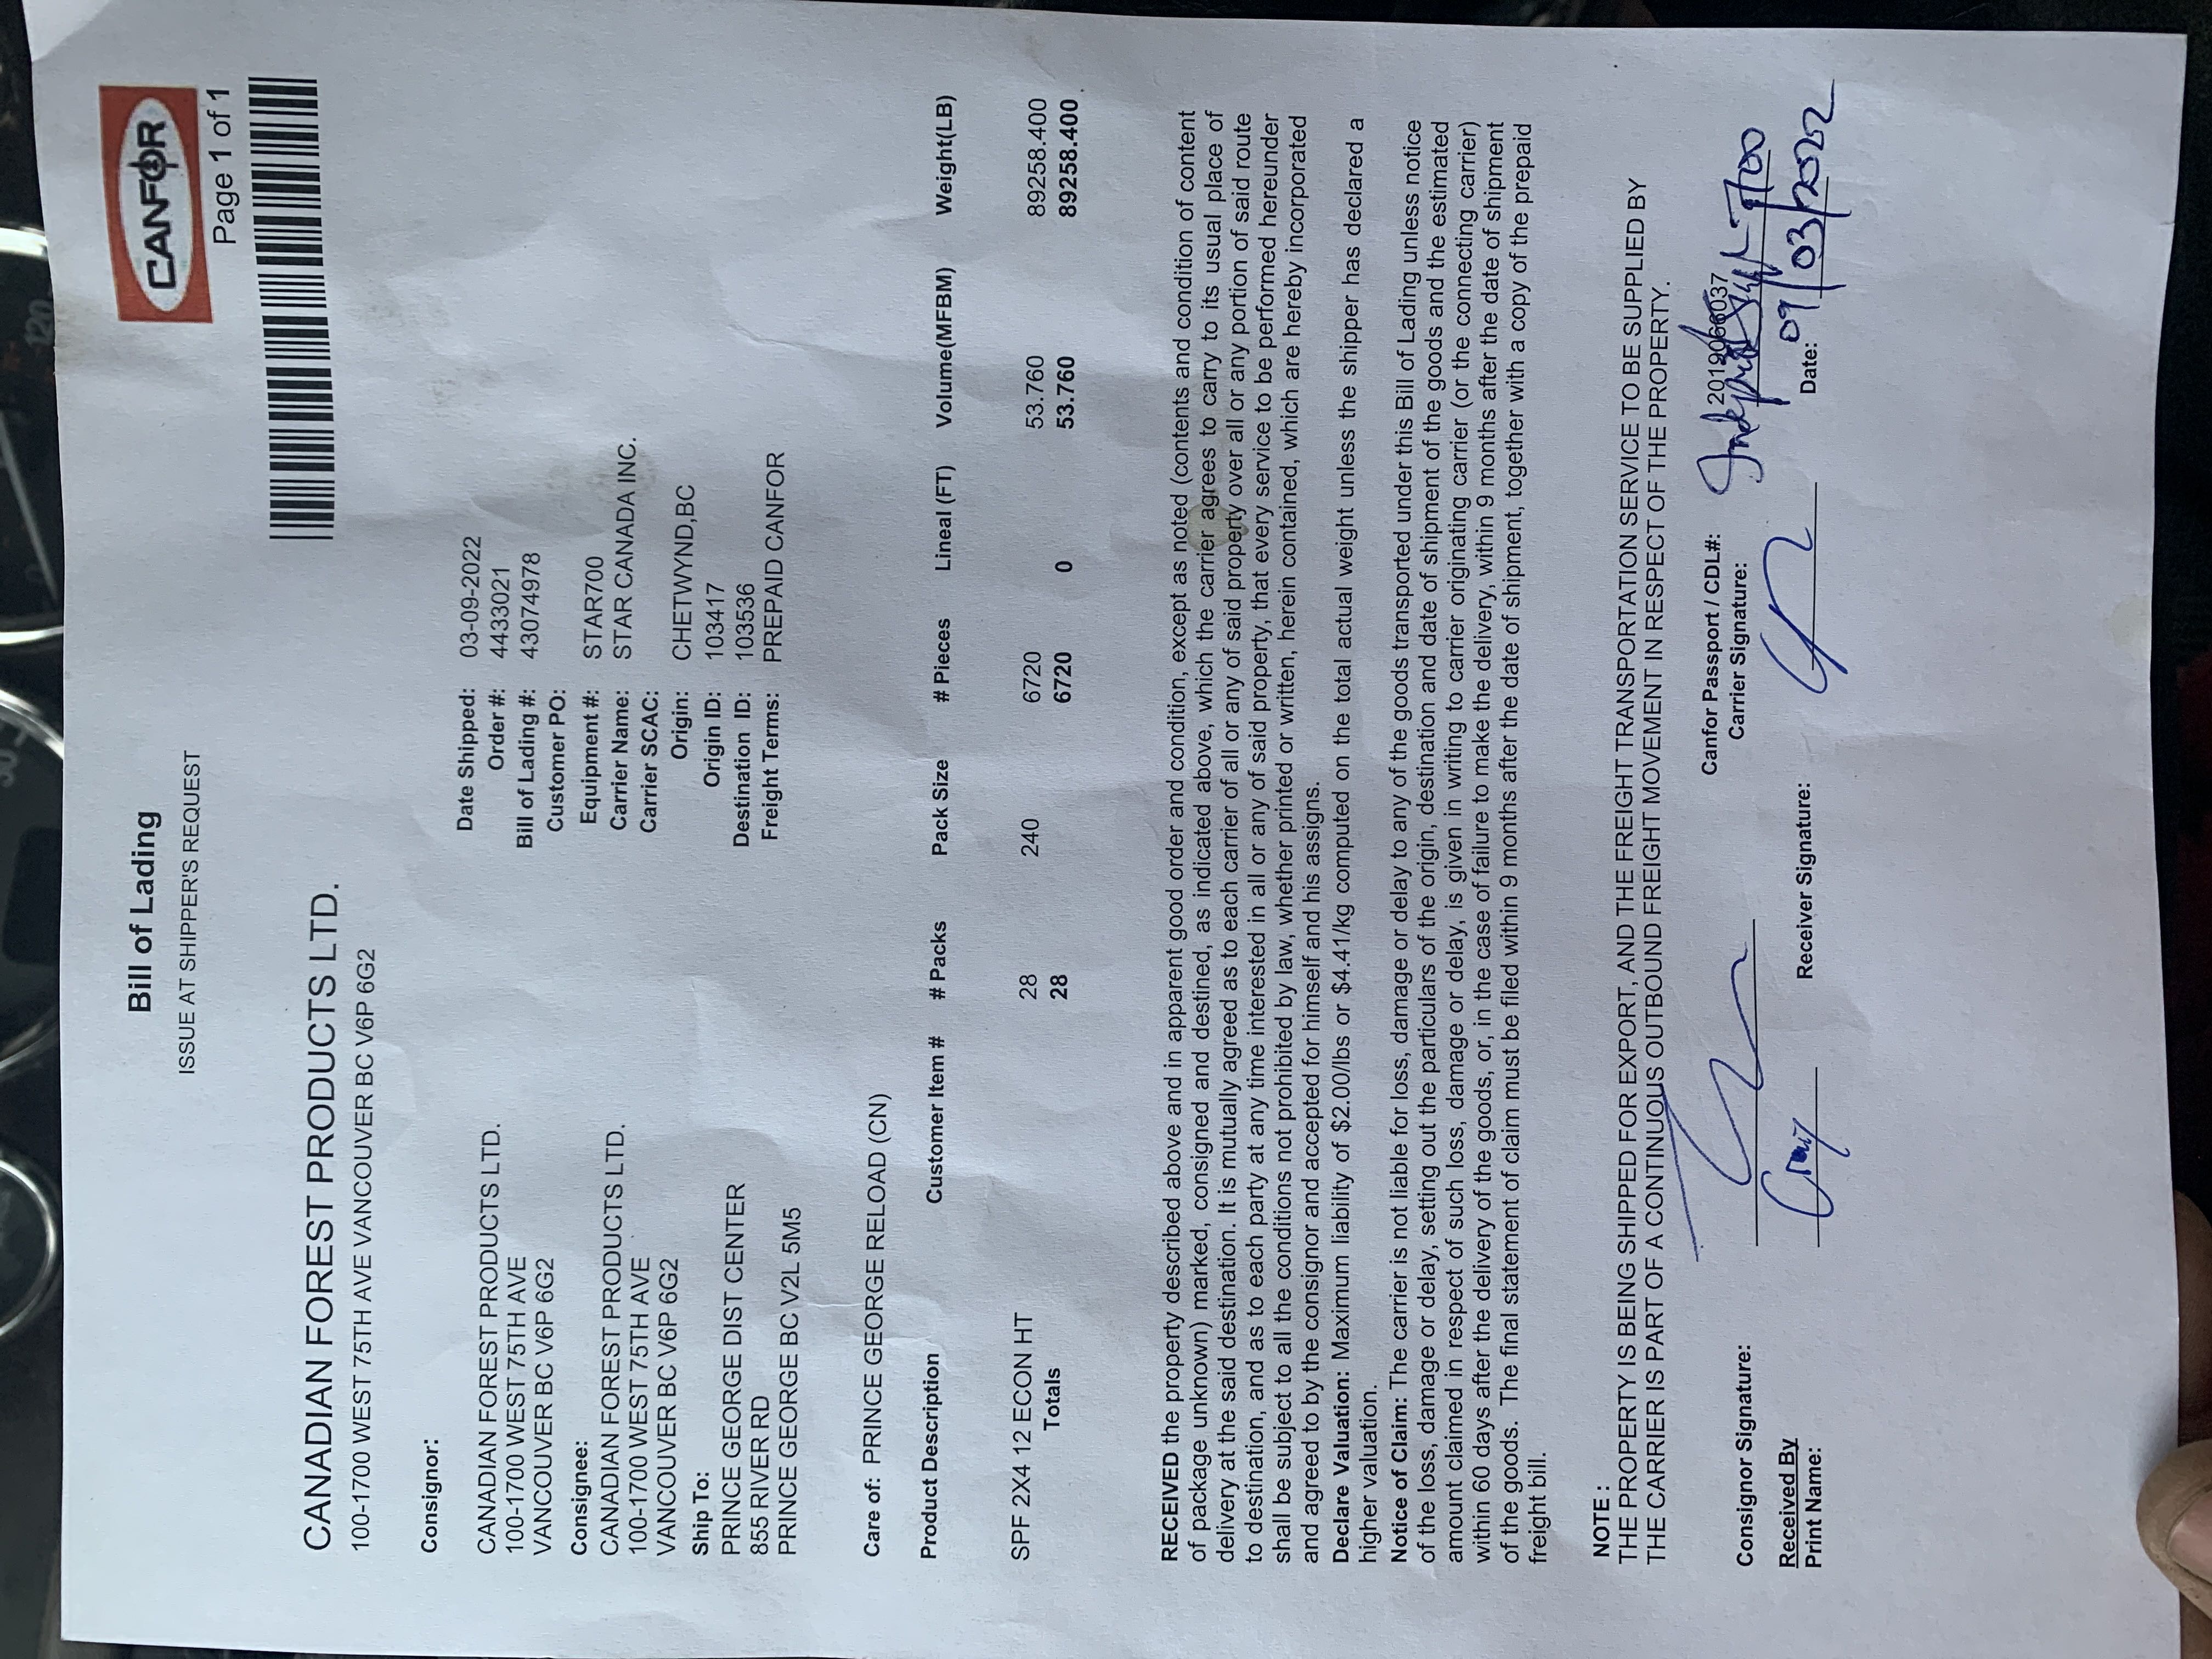 Bill of Lading
ISSUE AT SHIPPER'S REQUEST
CANFOR
Page 1 of 1
CANADIAN FOREST PRODUCTS LTD.
100-1700 WEST 75TH AVE VANCOUVER BC V6P 6G2
Consignor:
CANADIAN FOREST PRODUCTS LTD.
100-1700 WEST 75TH AVE
VANCOUVER BC V6P 6G2
Consignee:
CANADIAN FOREST PRODUCTS LTD.
100-1700 WEST 75TH AVE
VANCOUVER BC V6P 6G2
Ship To:
PRINCE GEORGE DIST CENTER
855 RIVER RD
PRINCE GEORGE BC V2L 5M5
Date Shipped: 03-09-2022
Order #: 4433021
Bill of Lading #: 43074978
Customer PO:
Equipment #: STAR700
Carrier Name: STAR CANADA INC.
Carrier SCAC:
Origin: CHETWYND,BC
Origin ID: 103417
Destination ID: 103536
Freight Terms: PREPAID CANFOR
Care of: PRINCE GEORGE RELOAD (CN)
Product Description Customer Item # # Packs Pack Size # Pieces Lineal (FT) Volume(MFBM) Weight(LB)
SPF 2X4 12 ECON HT 28 240 6720 53.760 89258.400
Totals 28 6720 0 53.760 89258.400
RECEIVED the property described above and in apparent good order and condition, except as noted (contents and condition of content
of package unknown) marked, consigned and destined, as indicated above, which the carrier agrees to carry to its usual place of
delivery at the said destination. It is mutually agreed as to each carrier of all or any of said property over all or any portion of said route
to destination, and as to each party at any time interested in all or any of said property, that every service to be performed hereunder
shall be subject to all the conditions not prohibited by law, whether printed or written, herein contained, which are hereby incorporated
and agreed to by the consignor and accepted for himself and his assigns.
Declare Valuation: Maximum liability of $2.00/lbs or $4.41/kg computed on the total actual weight unless the shipper has declared a
higher valuation.
Notice of Claim: The carrier is not liable for loss, damage or delay to any of the goods transported under this Bill of Lading unless notice
of the loss, damage or delay, setting out the particulars of the origin, destination and date of shipment of the goods and the estimated
amount claimed in respect of such loss, damage or delay, is given in writing to carrier originating carrier (or the connecting carrier)
within 60 days after the delivery of the goods, or, in the case of failure to make the delivery, within 9 months after the date of shipment
of the goods. The final statement of claim must be filed within 9 months after the date of shipment, together with a copy of the prepaid
freight bill.
NOTE :
THE PROPERTY IS BEING SHIPPED FOR EXPORT, AND THE FREIGHT TRANSPORTATION SERVICE TO BE SUPPLIED BY
THE CARRIER IS PART OF A CONTINUOUS OUTBOUND FREIGHT MOVEMENT IN RESPECT OF THE PROPERTY.
Canfor Passport / CDL#: 2019066037
Consignor Signature:
Carrier Signature: 700
Received By
Print Name: Craig
Receiver Signature:
Date: 09/03/2022
120